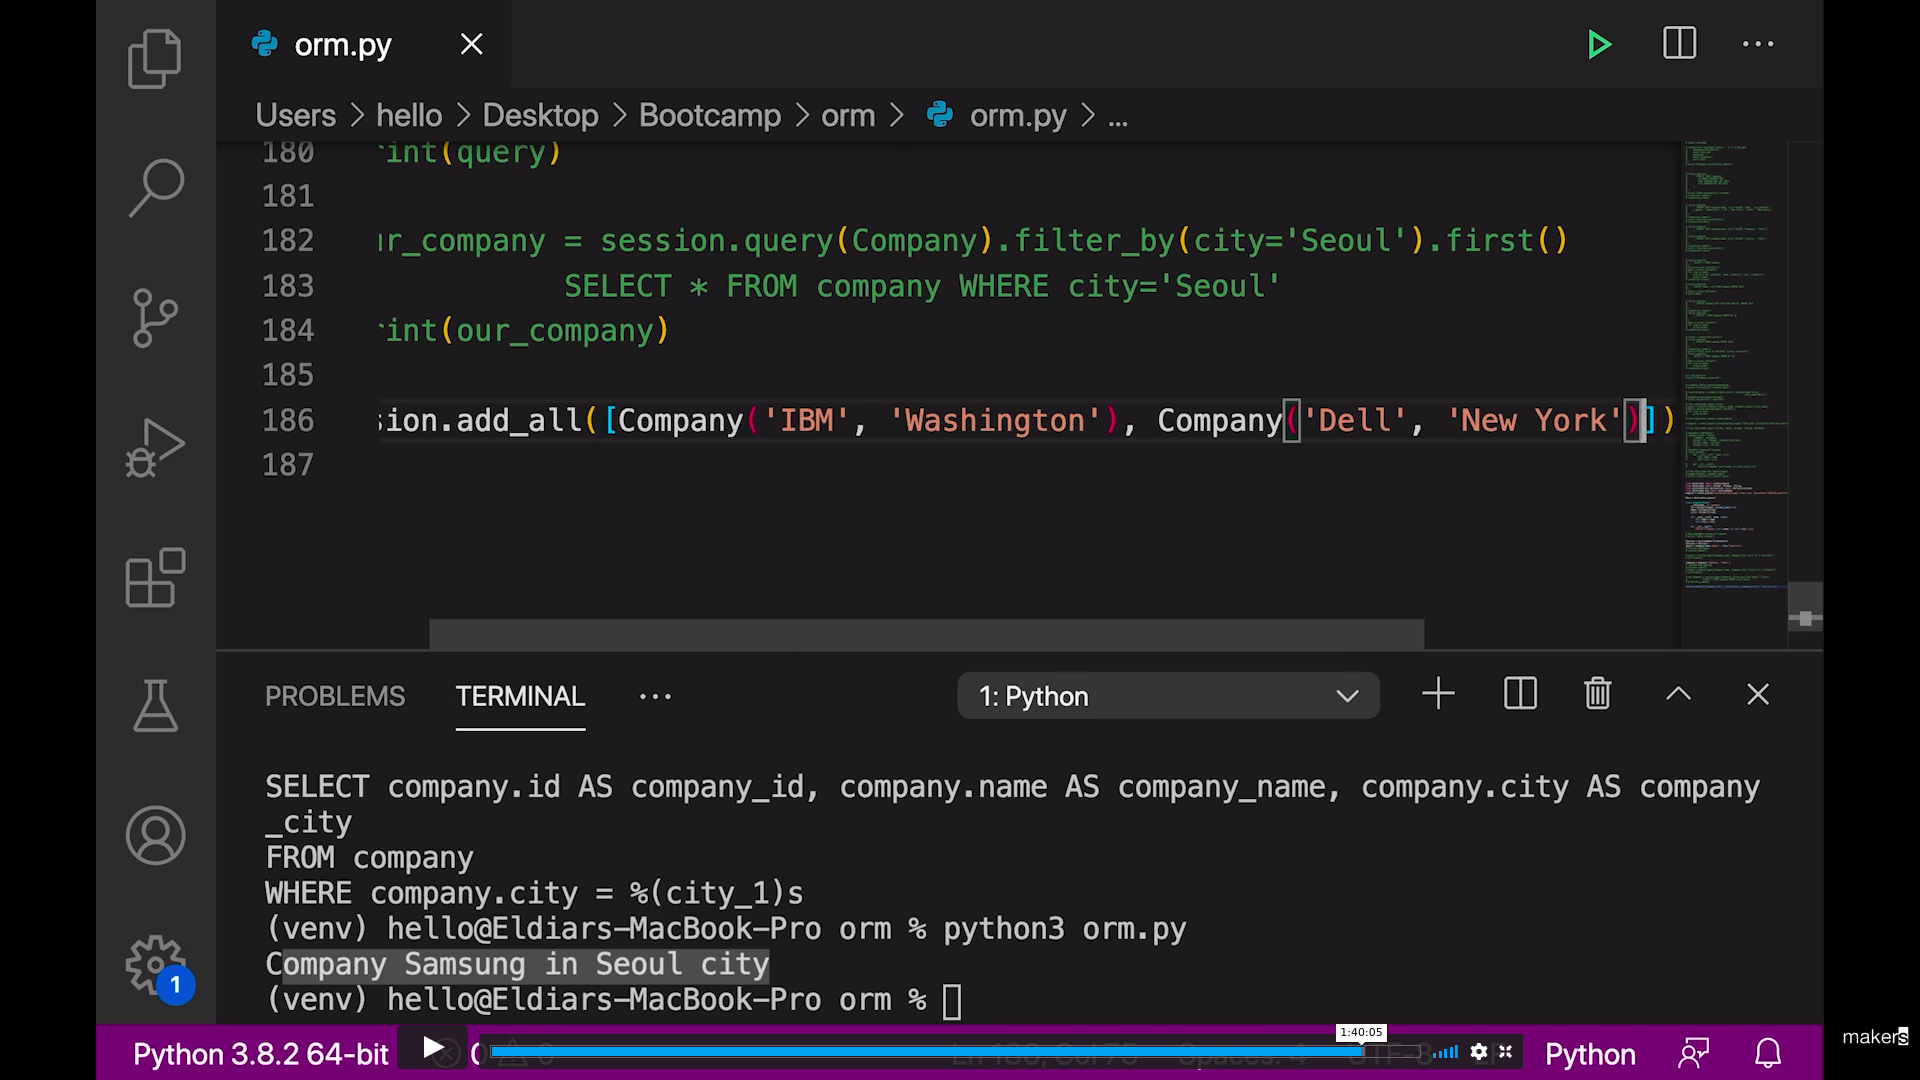 orm.py
Users > hello > Desktop > Bootcamp > orm > orm.py > ...
180 rint(query)
181
182 ur_company = session.query(Company).filter_by(city='Seoul').first()
183 SELECT * FROM company WHERE city='Seoul'
184 rint(our_company)
185
186 sion.add_all([Company('IBM', 'Washington'), Company('Dell', 'New York')])
187
PROBLEMS TERMINAL ... 1: Python
SELECT company.id AS company_id, company.name AS company_name, company.city AS company
_city
FROM company
WHERE company.city = %(city_1)s
(venv) hello@Eldiars-MacBook-Pro orm % python3 orm.py
Company Samsung in Seoul city
(venv) hello@Eldiars-MacBook-Pro orm %
1
1:40:05
Python 3.8.2 64-bit Python
makers